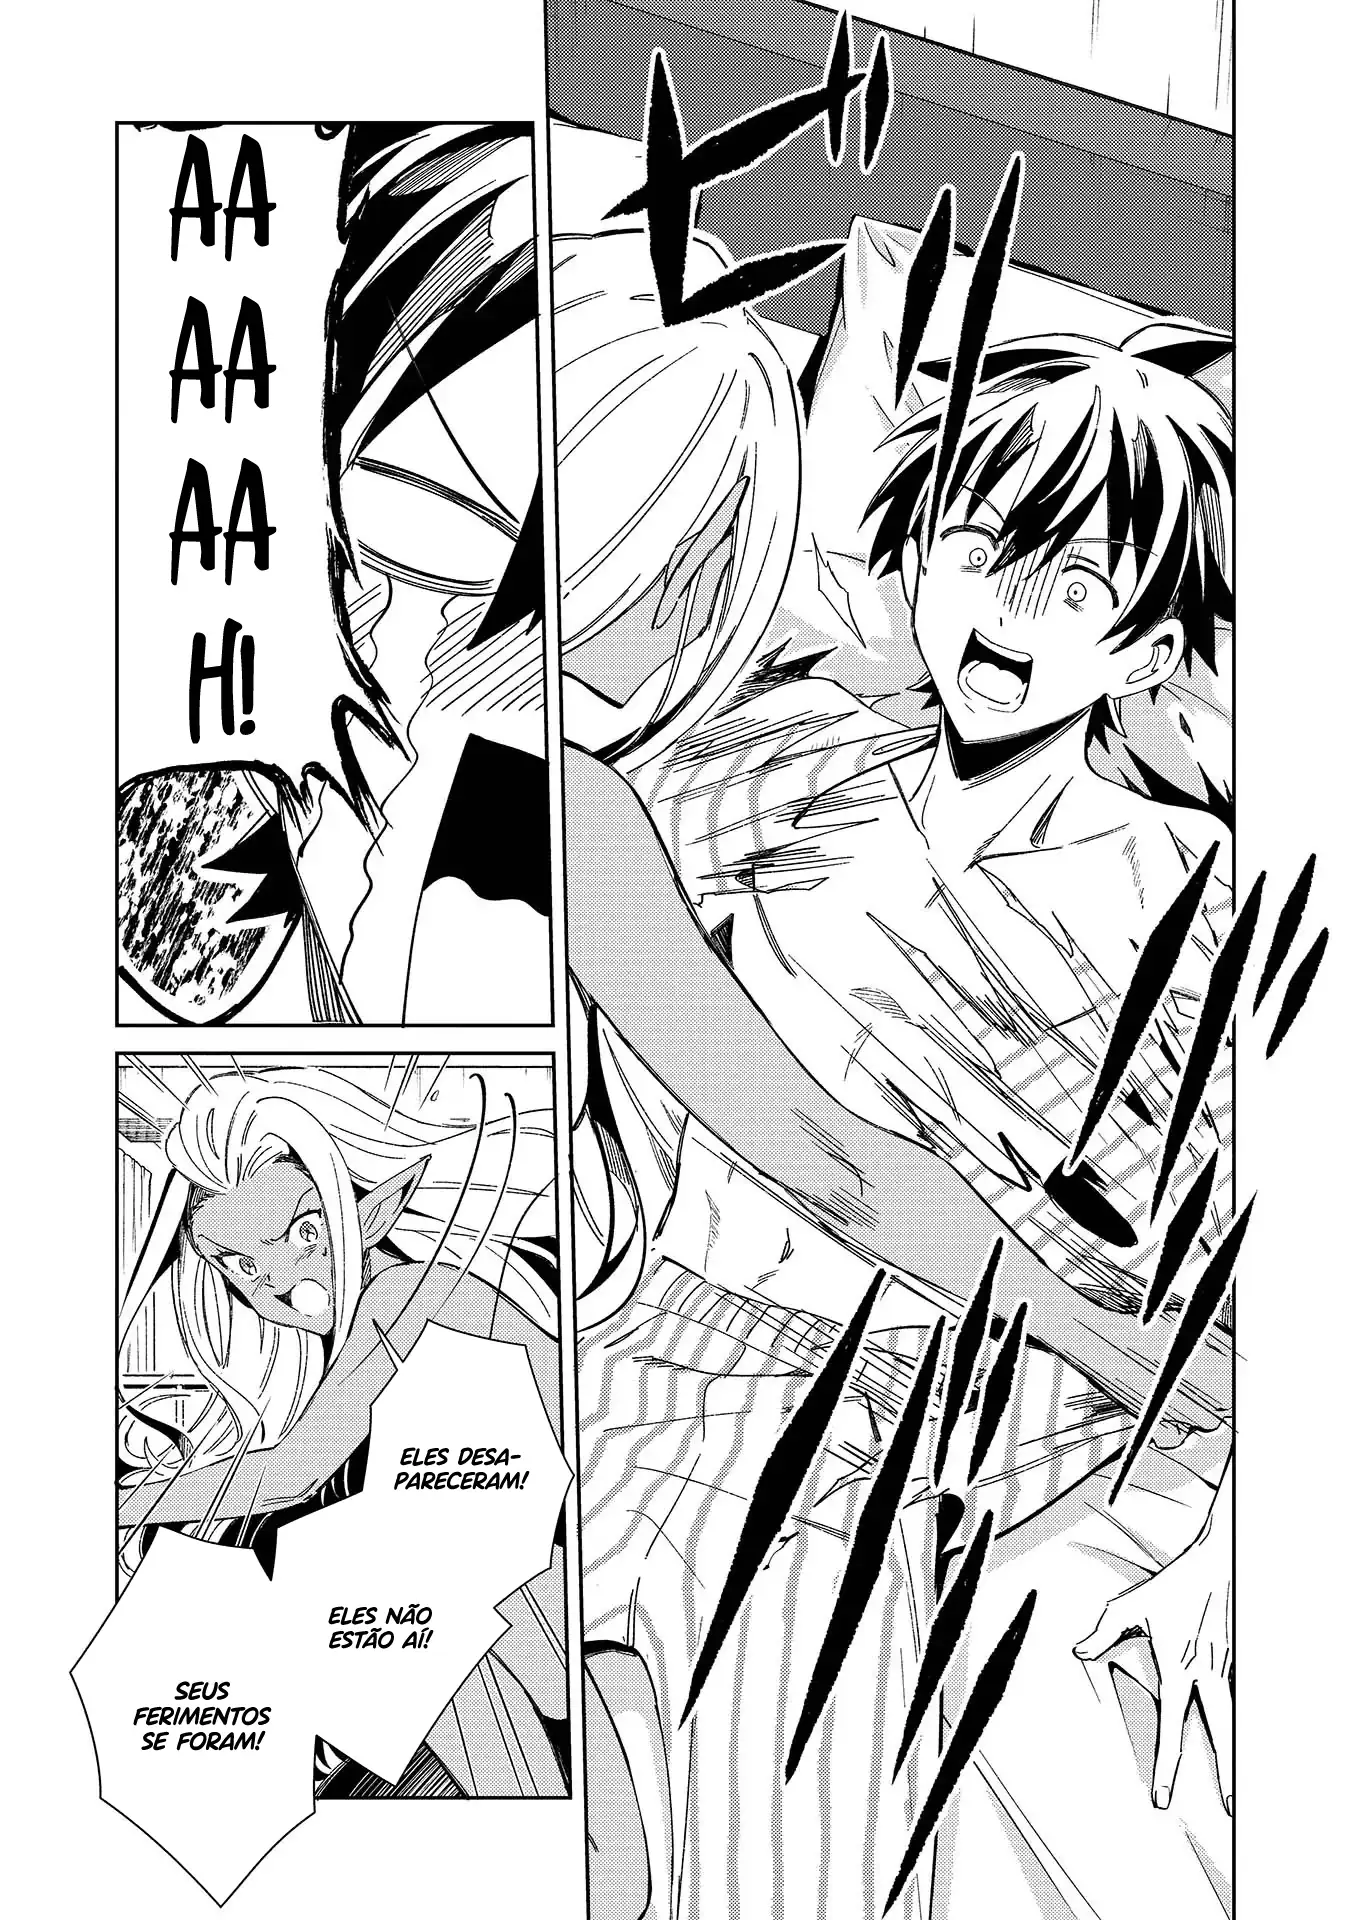 AA
AA
AA
H!
ELES DESA-
PARECERAM!
ELES NÃO
ESTÃO AÍ!
SEUS
FERIMENTOS
SE FORAM!